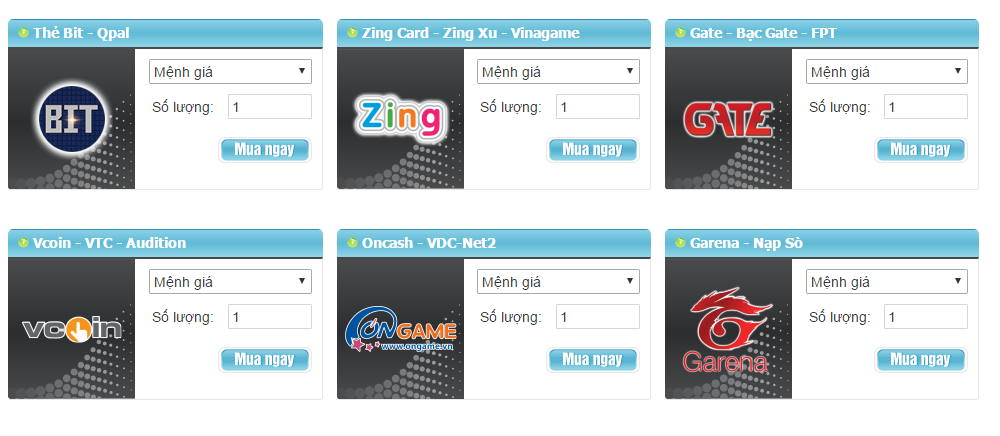 Thẻ Bit - Qpal
BIT
Mệnh giá
Số lượng: 1
Mua ngay
Zing Card - Zing Xu - Vinagame
Zing
Mệnh giá
Số lượng: 1
Mua ngay
Gate - Bạc Gate - FPT
GATE
Mệnh giá
Số lượng: 1
Mua ngay
Vcoin - VTC - Audition
vcoin
Mệnh giá
Số lượng: 1
Mua ngay
Oncash - VDC-Net2
ONGAME
www.ongame.vn
Mệnh giá
Số lượng: 1
Mua ngay
Garena - Nạp Sò
Garena
Mệnh giá
Số lượng: 1
Mua ngay